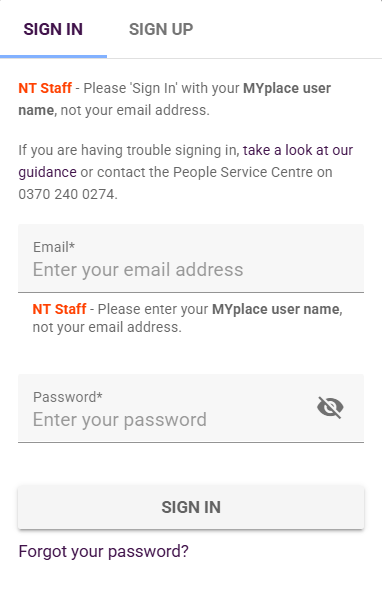 SIGN IN SIGN UP
NT Staff - Please 'Sign In' with your MYplace user
name, not your email address.
If you are having trouble signing in, take a look at our
guidance or contact the People Service Centre on
0370 240 0274.
Email*
Enter your email address
NT Staff - Please enter your MYplace user name,
not your email address.
Password*
Enter your password
SIGN IN
Forgot your password?